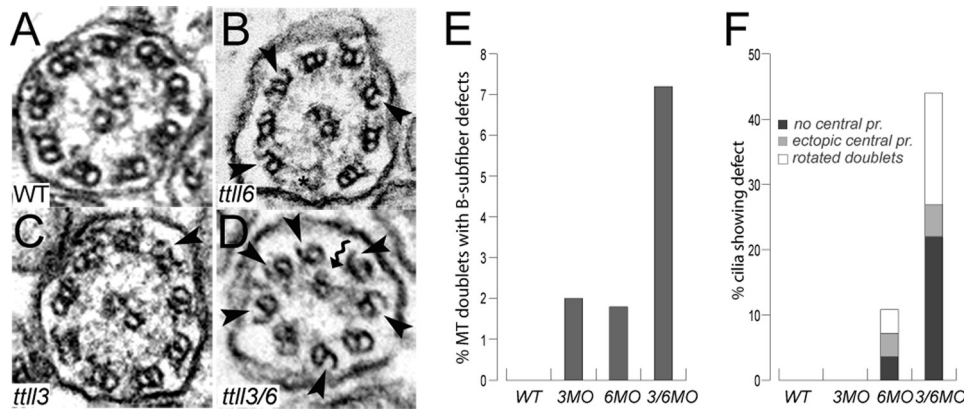 A
WT
B
ttll6
*
C
ttll3
D
ttll3/6
E
% MT doublets with B-subfiber defects
8
7
6
5
4
3
2
1
0
WT 3MO 6MO 3/6MO
F
% cilia showing defect
50
40
30
20
10
0
no central pr.
ectopic central pr.
rotated doublets
WT 3MO 6MO 3/6MO